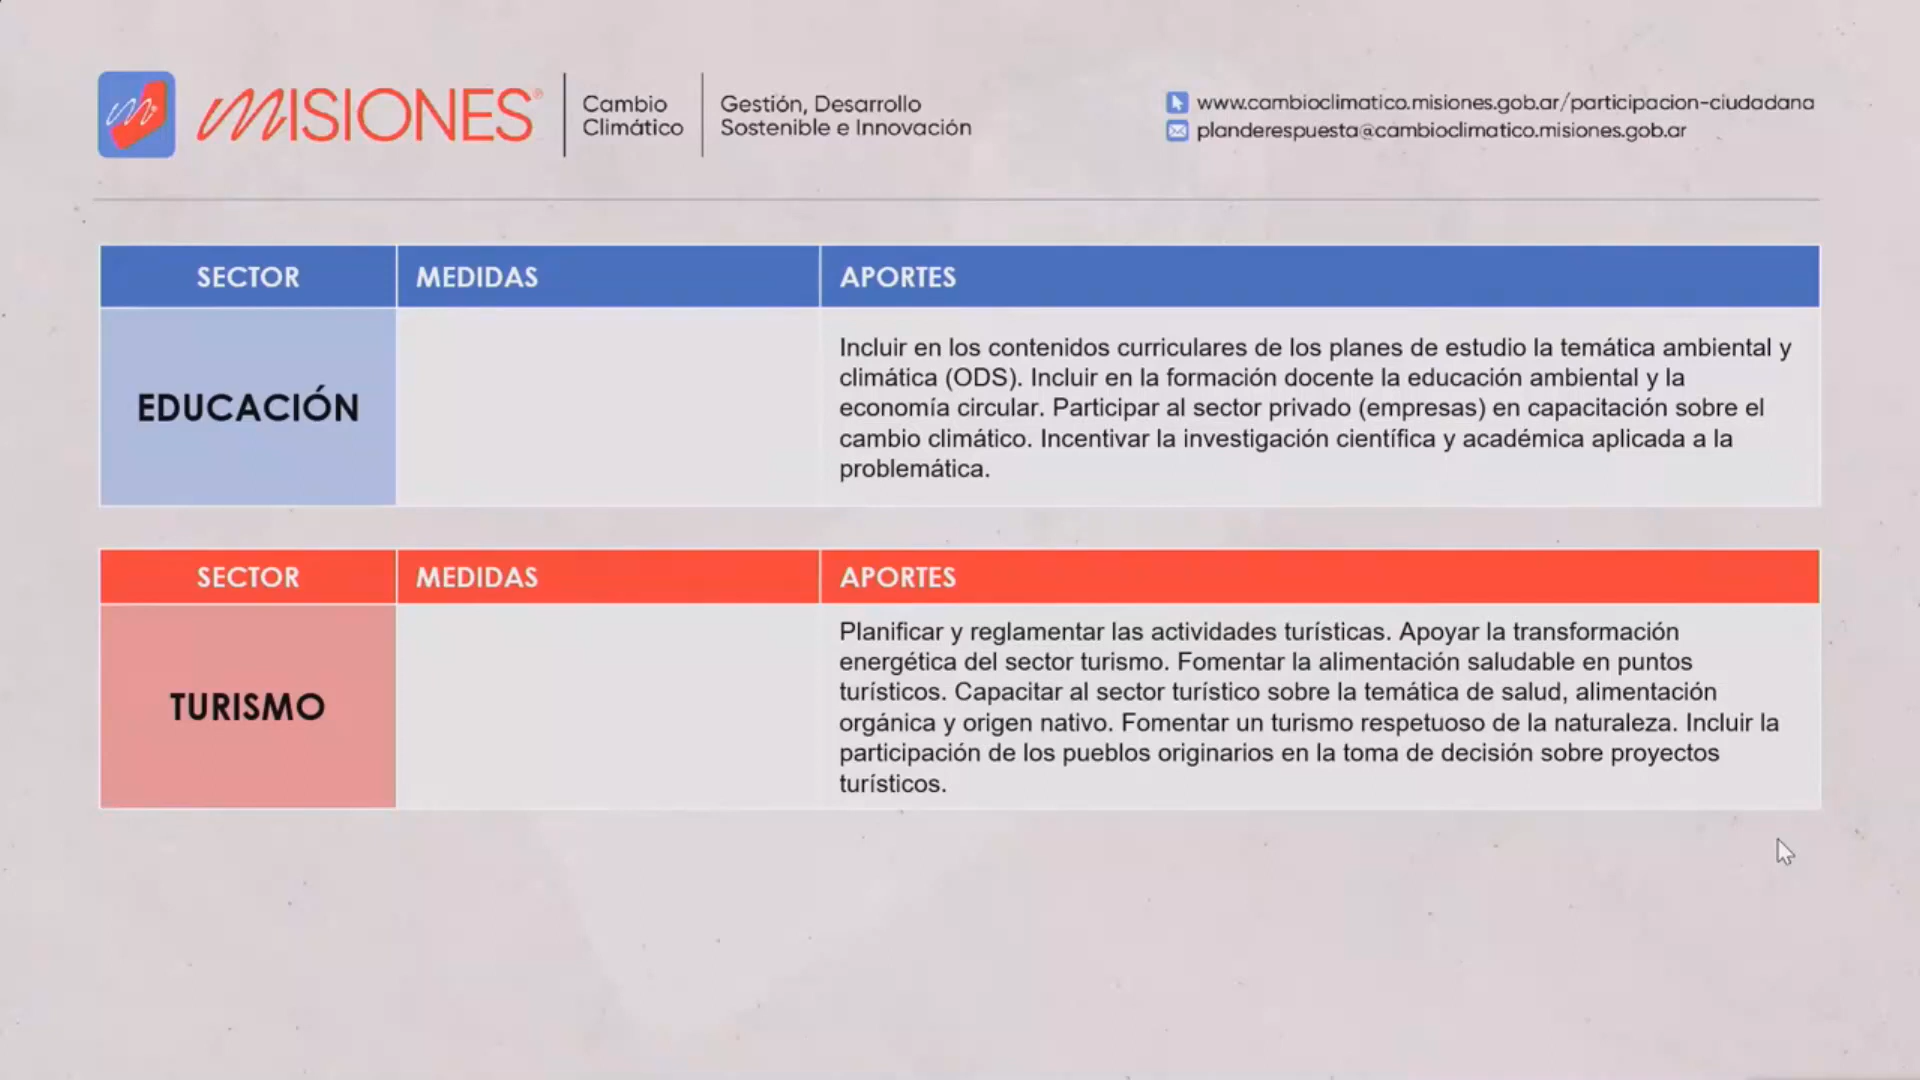 MISIONES®
Cambio
Climático
Gestión, Desarrollo
Sostenible e Innovación
www.cambioclimatico.misiones.gob.ar/participacion-ciudadana
planderespuesta@cambioclimatico.misiones.gob.ar
SECTOR MEDIDAS APORTES
EDUCACIÓN
Incluir en los contenidos curriculares de los planes de estudio la temática ambiental y
climática (ODS). Incluir en la formación docente la educación ambiental y la
economía circular. Participar al sector privado (empresas) en capacitación sobre el
cambio climático. Incentivar la investigación científica y académica aplicada a la
problemática.
SECTOR MEDIDAS APORTES
TURISMO
Planificar y reglamentar las actividades turísticas. Apoyar la transformación
energética del sector turismo. Fomentar la alimentación saludable en puntos
turísticos. Capacitar al sector turístico sobre la temática de salud, alimentación
orgánica y origen nativo. Fomentar un turismo respetuoso de la naturaleza. Incluir la
participación de los pueblos originarios en la toma de decisión sobre proyectos
turísticos.